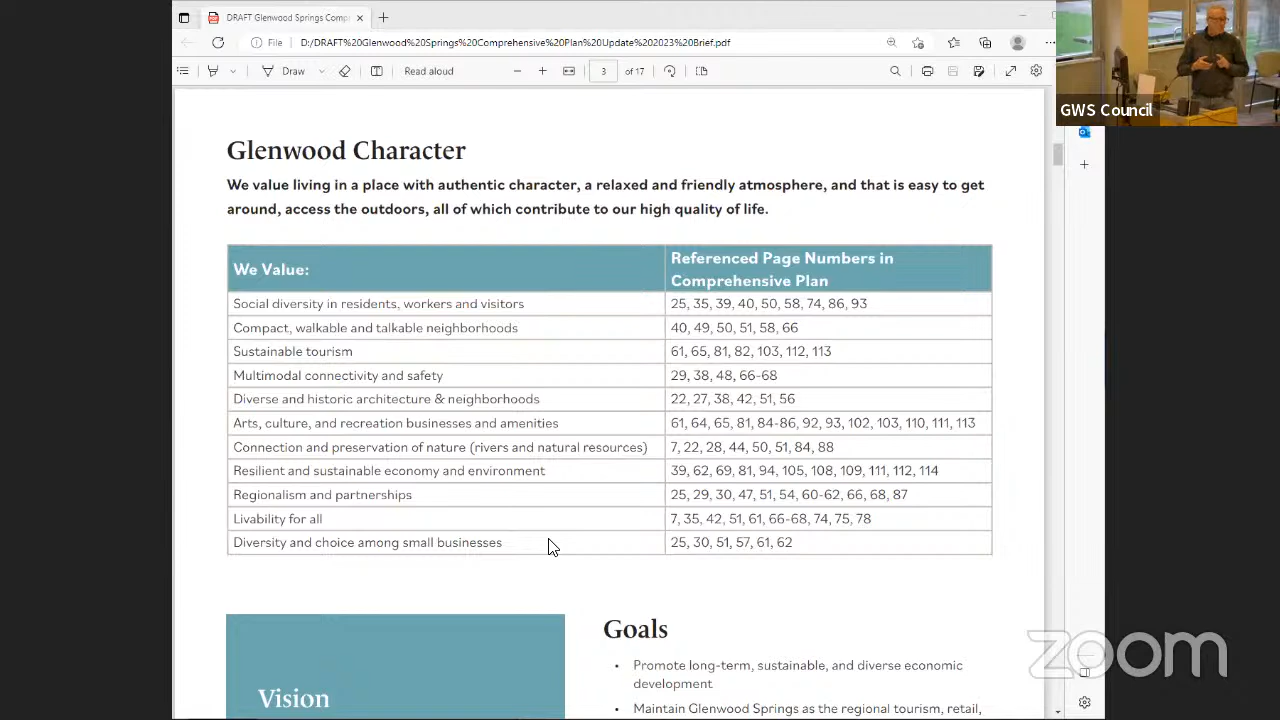 DRAFT Glenwood Springs Comp
File
D:/DRAFT%20Glenwood%20Springs%20Comprehensive%20Plan%20Update%202023%20Brief.pdf
Draw
Read aloud
3
of 17
GWS Council
Glenwood Character
We value living in a place with authentic character, a relaxed and friendly atmosphere, and that is easy to get
around, access the outdoors, all of which contribute to our high quality of life.
We Value:
Referenced Page Numbers in
Comprehensive Plan
Social diversity in residents, workers and visitors
25, 35, 39, 40, 50, 58, 74, 86, 93
Compact, walkable and talkable neighborhoods
40, 49, 50, 51, 58, 66
Sustainable tourism
61, 65, 81, 82, 103, 112, 113
Multimodal connectivity and safety
29, 38, 48, 66-68
Diverse and historic architecture & neighborhoods
22, 27, 38, 42, 51, 56
Arts, culture, and recreation businesses and amenities
61, 64, 65, 81, 84-86, 92, 93, 102, 103, 110, 111, 113
Connection and preservation of nature (rivers and natural resources)
7, 22, 28, 44, 50, 51, 84, 88
Resilient and sustainable economy and environment
39, 62, 69, 81, 94, 105, 108, 109, 111, 112, 114
Regionalism and partnerships
25, 29, 30, 47, 51, 54, 60-62, 66, 68, 87
Livability for all
7, 35, 42, 51, 61, 66-68, 74, 75, 78
Diversity and choice among small businesses
25, 30, 51, 57, 61, 62
Vision
Goals
• Promote long-term, sustainable, and diverse economic
development
• Maintain Glenwood Springs as the regional tourism, retail,
zoom